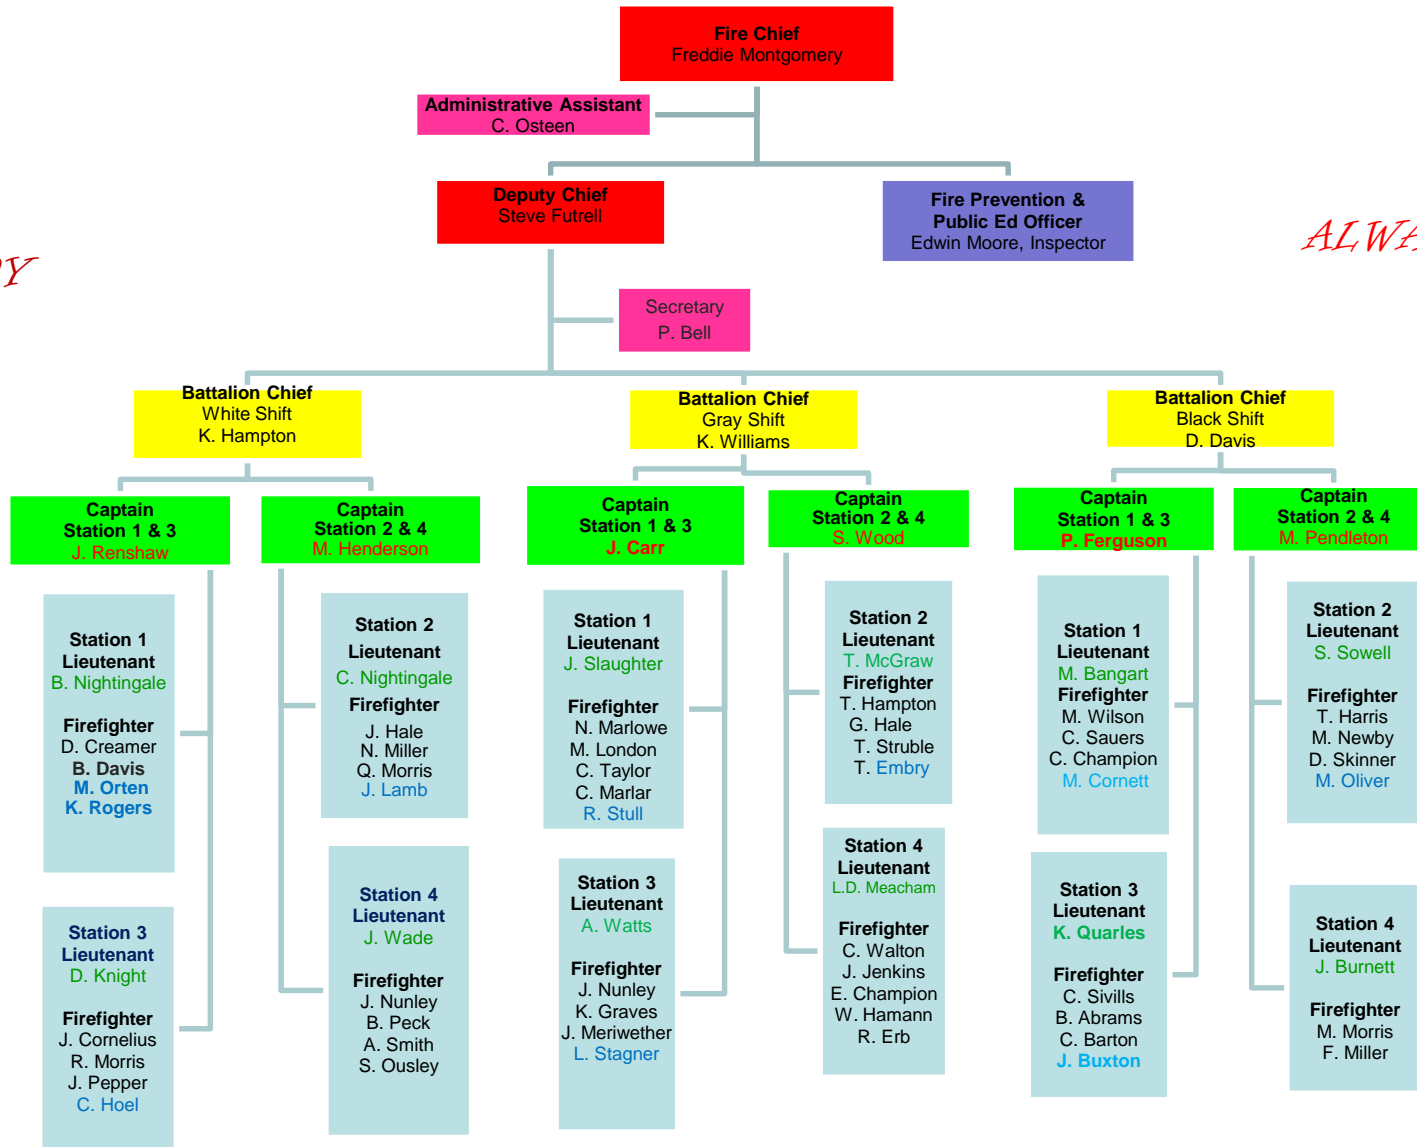 Fire Chief
Freddie Montgomery
Administrative Assistant
C. Osteen
Deputy Chief
Steve Futrell
Fire Prevention &
Public Ed Officer
Edwin Moore, Inspector
ALWA
Secretary
P. Bell
Battalion Chief
White Shift
K. Hampton
Battalion Chief
Gray Shift
K. Williams
Battalion Chief
Black Shift
D. Davis
Captain
Station 1 & 3
J. Renshaw
Captain
Station 2 & 4
M. Henderson
Captain
Station 1 & 3
J. Carr
Captain
Station 2 & 4
S. Wood
Captain
Station 1 & 3
P. Ferguson
Captain
Station 2 & 4
M. Pendleton
Station 1
Lieutenant
B. Nightingale
Firefighter
D. Creamer
B. Davis
M. Orten
K. Rogers
Station 2
Lieutenant
C. Nightingale
Firefighter
J. Hale
N. Miller
Q. Morris
J. Lamb
Station 1
Lieutenant
J. Slaughter
Firefighter
N. Marlowe
M. London
C. Taylor
C. Marlar
R. Stull
Station 2
Lieutenant
T. McGraw
Firefighter
T. Hampton
G. Hale
T. Struble
T. Embry
Station 1
Lieutenant
M. Bangart
Firefighter
M. Wilson
C. Sauers
C. Champion
M. Cornett
Station 2
Lieutenant
S. Sowell
Firefighter
T. Harris
M. Newby
D. Skinner
M. Oliver
Station 3
Lieutenant
D. Knight
Firefighter
J. Cornelius
R. Morris
J. Pepper
C. Hoel
Station 4
Lieutenant
J. Wade
Firefighter
J. Nunley
B. Peck
A. Smith
S. Ousley
Station 3
Lieutenant
A. Watts
Firefighter
J. Nunley
K. Graves
J. Meriwether
L. Stagner
Station 4
Lieutenant
L.D. Meacham
Firefighter
C. Walton
J. Jenkins
E. Champion
W. Hamann
R. Erb
Station 3
Lieutenant
K. Quarles
Firefighter
C. Sivills
B. Abrams
C. Barton
J. Buxton
Station 4
Lieutenant
J. Burnett
Firefighter
M. Morris
F. Miller